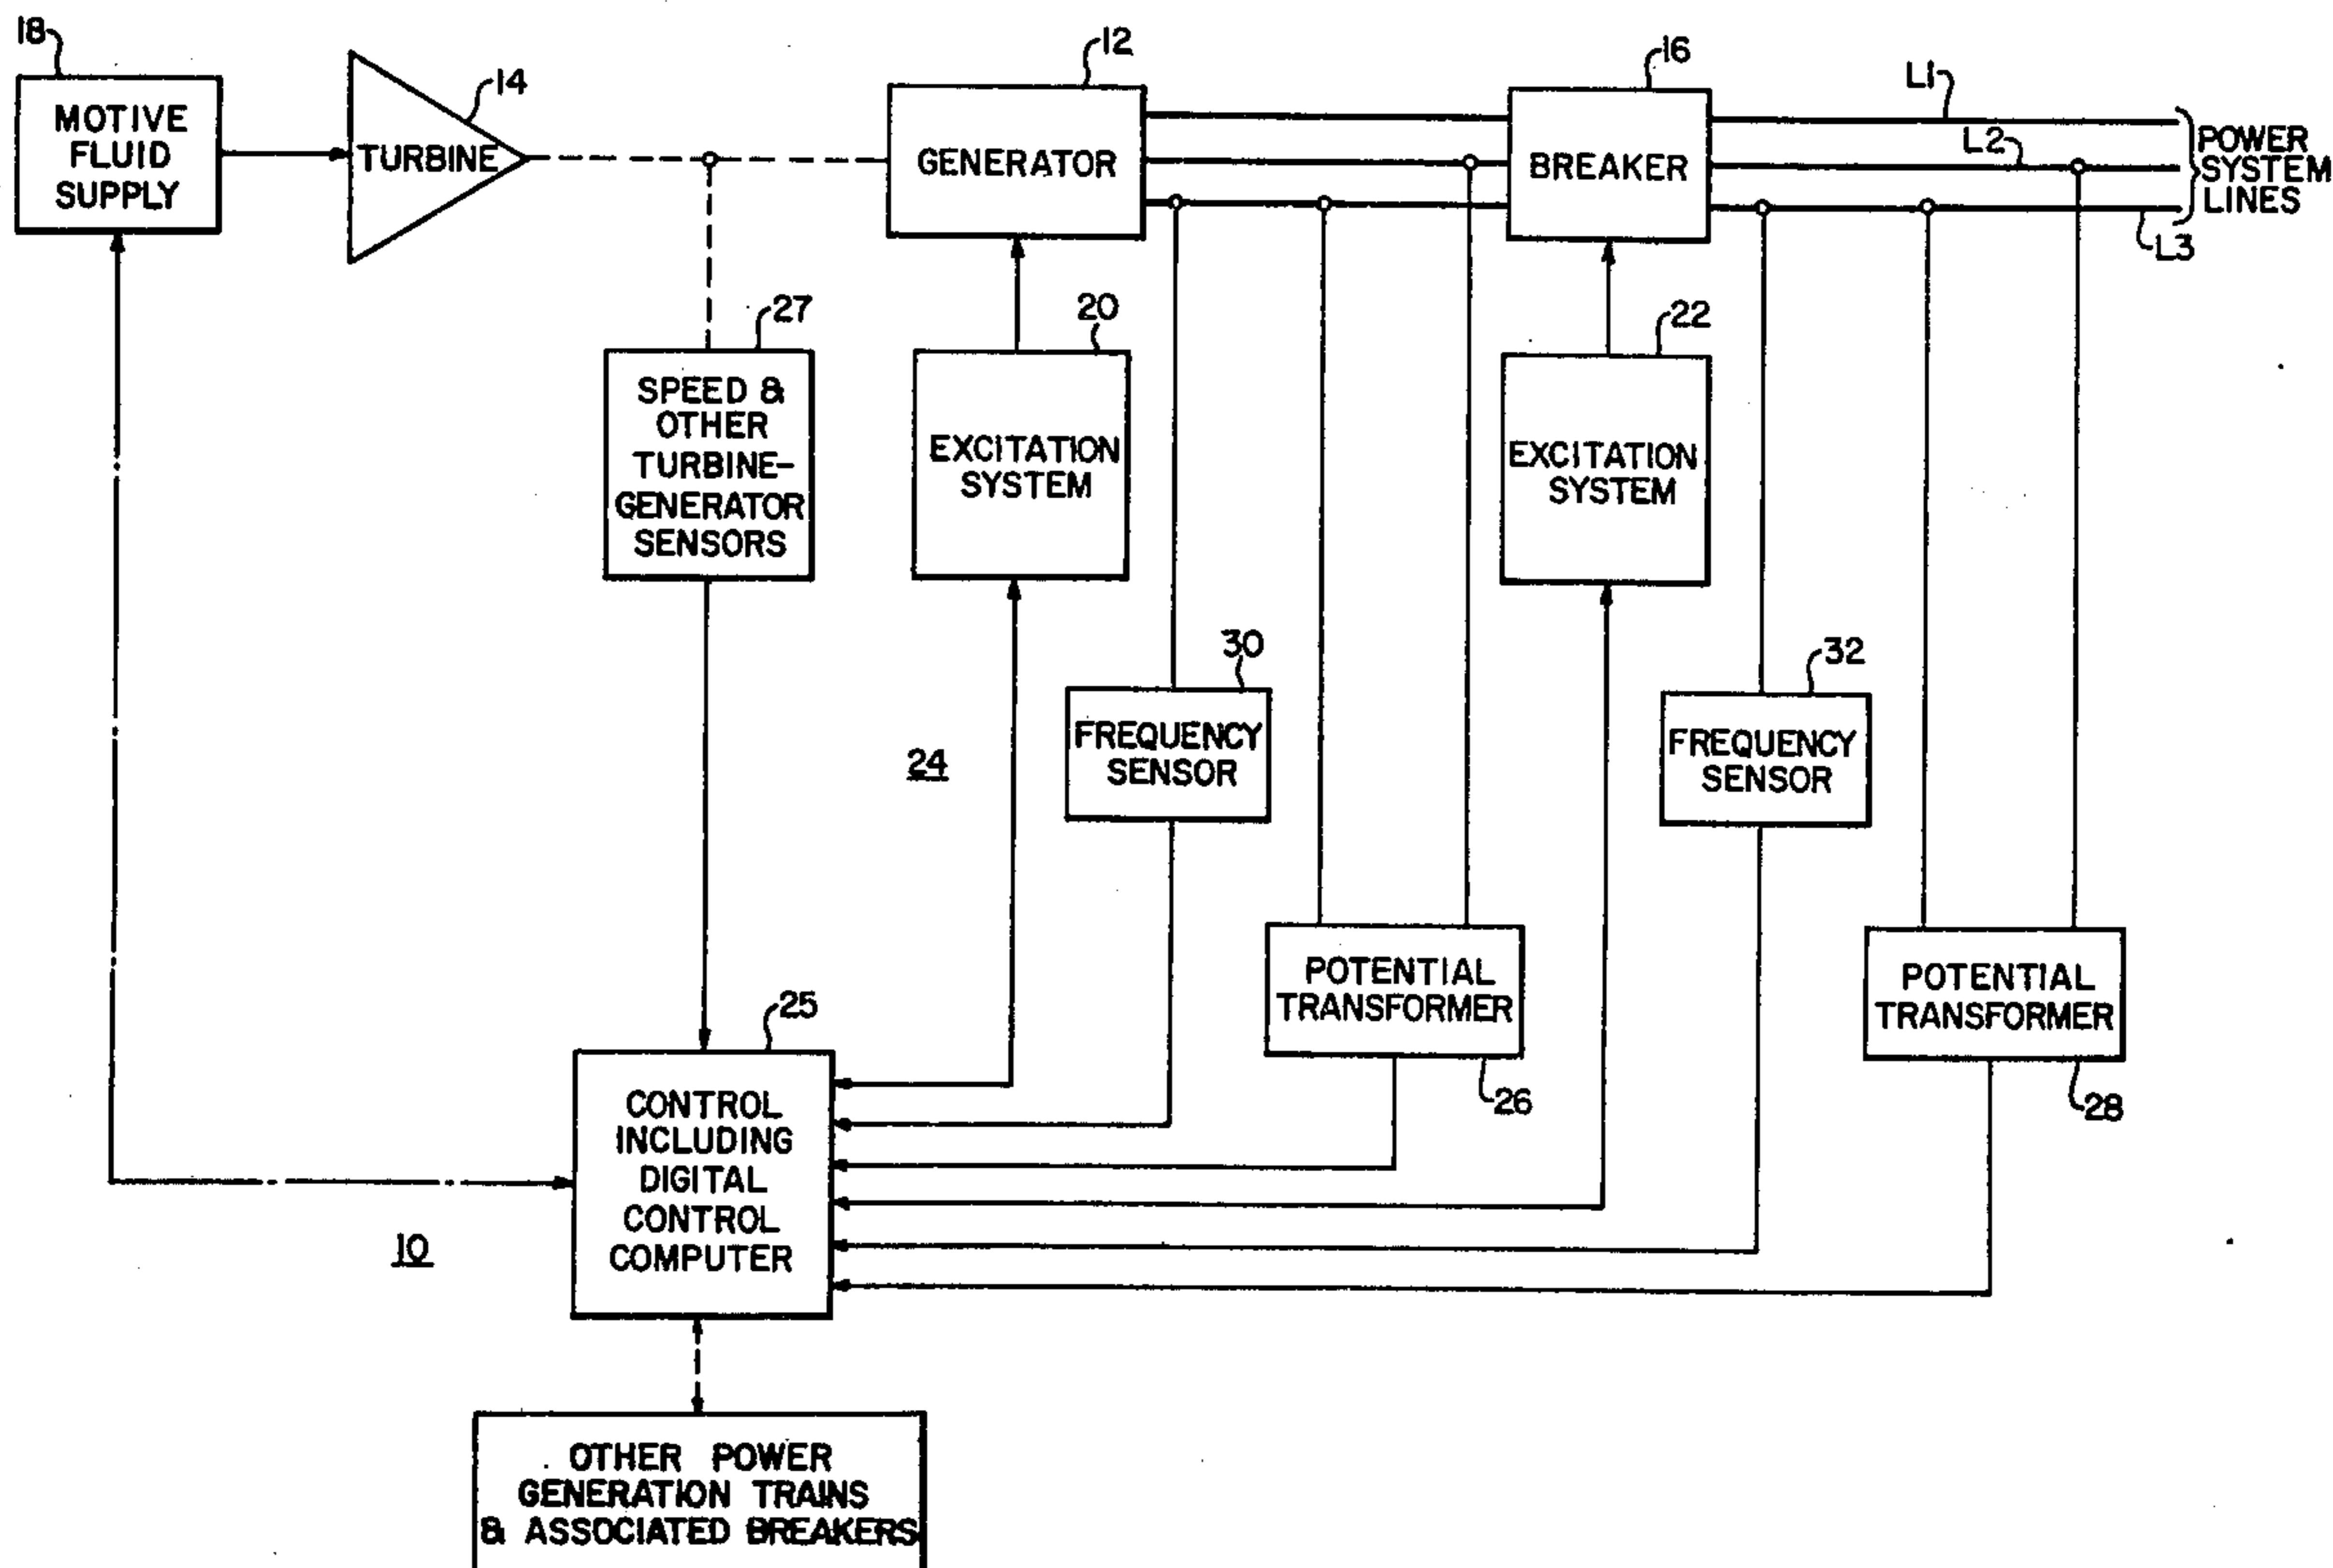 18
MOTIVE
FLUID
SUPPLY
14
TURBINE
12
GENERATOR
16
BREAKER
L1
L2
L3
POWER
SYSTEM
LINES
27
SPEED &
OTHER
TURBINE-
GENERATOR
SENSORS
20
EXCITATION
SYSTEM
22
EXCITATION
SYSTEM
24
30
FREQUENCY
SENSOR
32
FREQUENCY
SENSOR
POTENTIAL
TRANSFORMER
26
POTENTIAL
TRANSFORMER
28
25
CONTROL
INCLUDING
DIGITAL
CONTROL
COMPUTER
10
OTHER POWER
GENERATION TRAINS
& ASSOCIATED BREAKERS